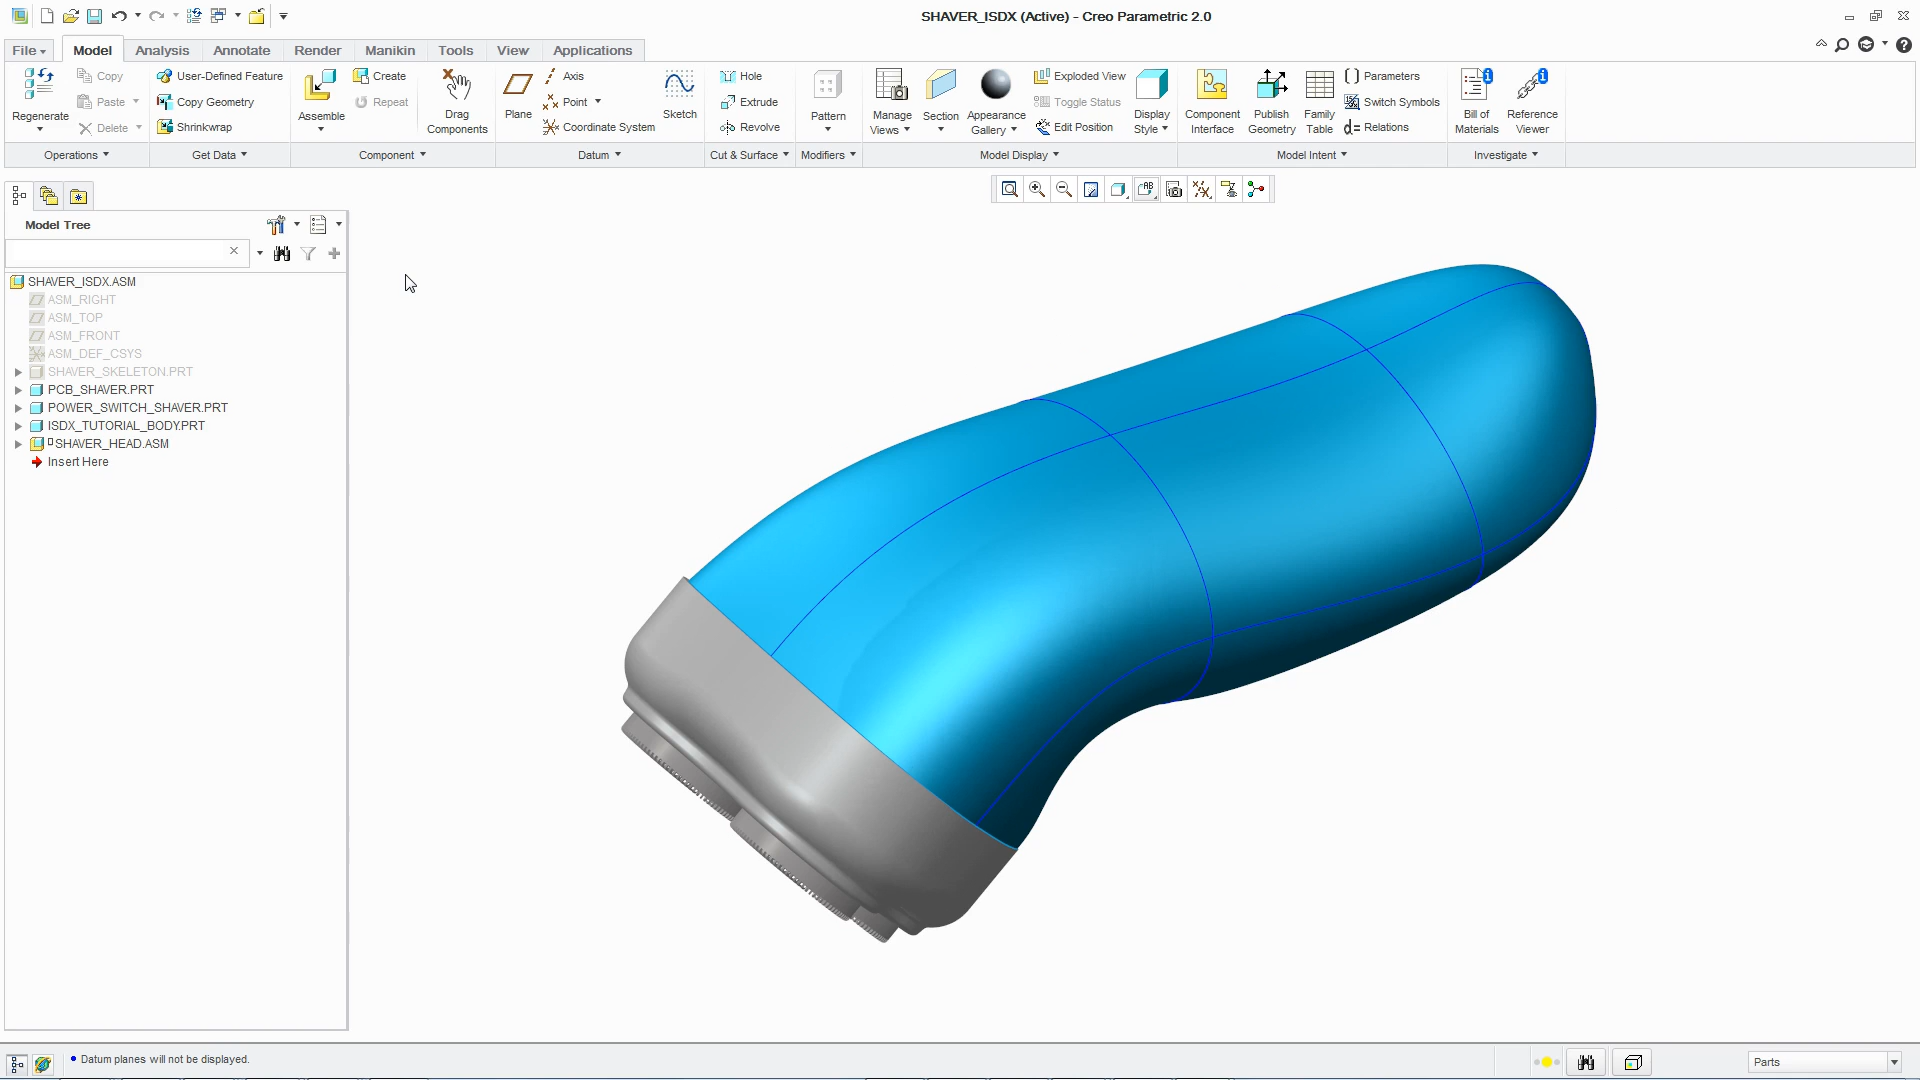 SHAVER_ISDX (Active) - Creo Parametric 2.0
File
Model
Analysis
Annotate
Render
Manikin
Tools
View
Applications
Regenerate
Copy
Paste
Delete
Operations
User-Defined Feature
Copy Geometry
Shrinkwrap
Get Data
Assemble
Create
Repeat
Drag
Components
Component
Plane
Axis
Point
Coordinate System
Sketch
Datum
Hole
Extrude
Revolve
Cut & Surface
Pattern
Modifiers
Manage
Views
Section
Appearance
Gallery
Exploded View
Toggle Status
Edit Position
Display
Style
Model Display
Component
Interface
Publish
Geometry
Family
Table
Parameters
Switch Symbols
d= Relations
Model Intent
Bill of
Materials
Reference
Viewer
Investigate
Model Tree
SHAVER_ISDX.ASM
ASM_RIGHT
ASM_TOP
ASM_FRONT
ASM_DEF_CSYS
SHAVER_SKELETON.PRT
PCB_SHAVER.PRT
POWER_SWITCH_SHAVER.PRT
ISDX_TUTORIAL_BODY.PRT
SHAVER_HEAD.ASM
Insert Here
Datum planes will not be displayed.
Parts